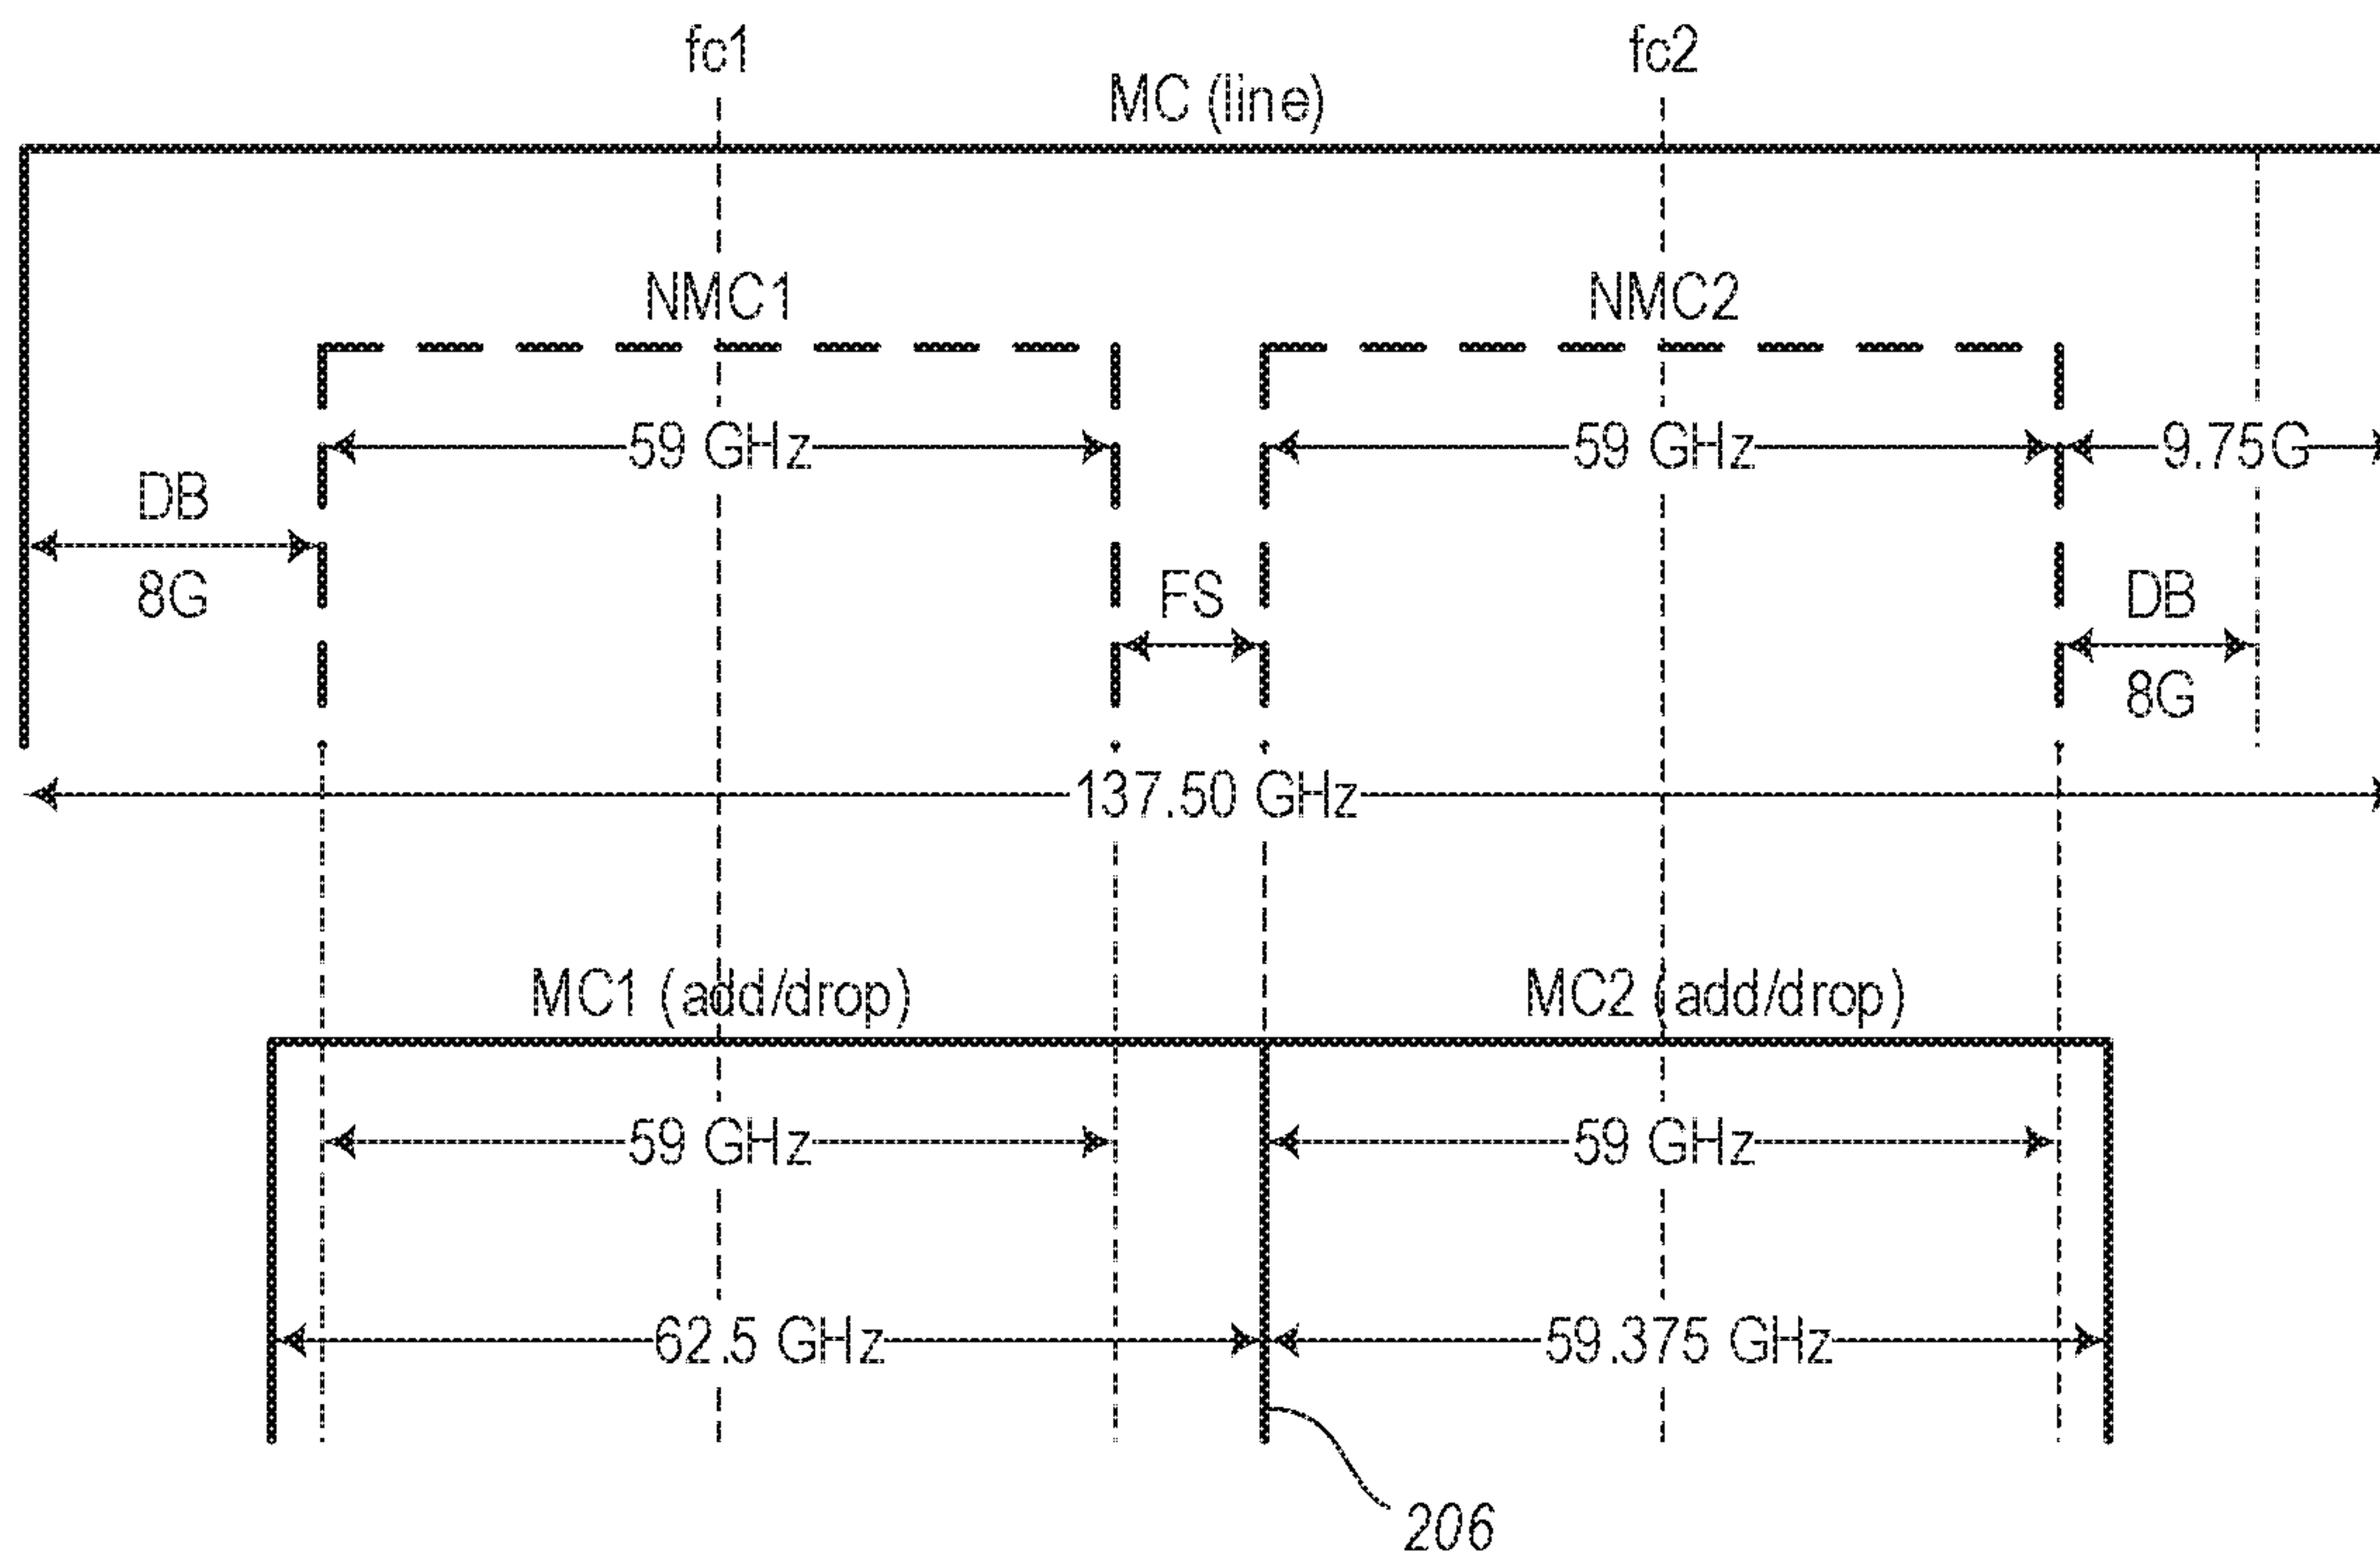 fc1
fc2
MC (line)
NMC1
NMC2
59 GHz
59 GHz
9.75G
DB
8G
FS
DB
8G
137.50 GHz
MC1 (add/drop)
MC2 (add/drop)
59 GHz
59 GHz
62.5 GHz
59.375 GHz
206